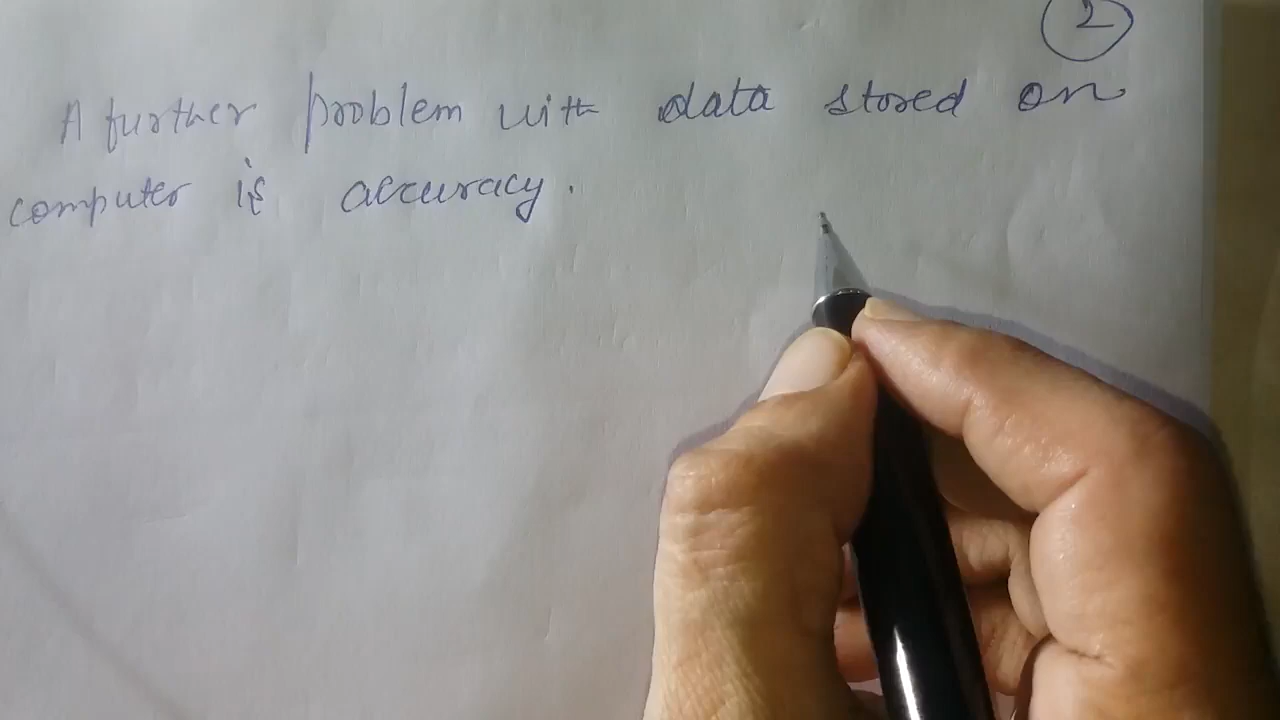 2
A further problem with data stored on
computer is accuracy.